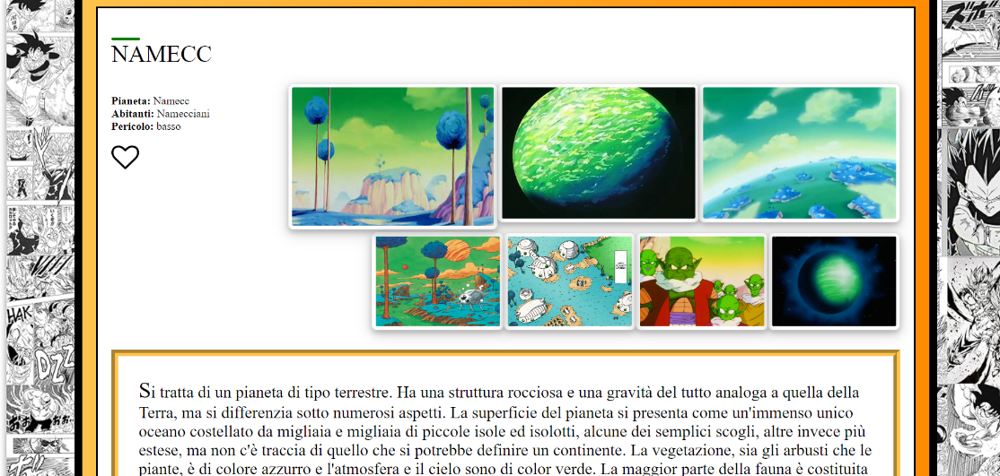 NAMECC
Pianeta: Namecc
Abitanti: Namecciani
Pericolo: basso
Si tratta di un pianeta di tipo terrestre. Ha una struttura rocciosa e una gravità del tutto analoga a quella della
Terra, ma si differenzia sotto numerosi aspetti. La superficie del pianeta si presenta come un'immenso unico
oceano costellato da migliaia e migliaia di piccole isole ed isolotti, alcune dei semplici scogli, altre invece più
estese, ma non c'è traccia di quello che si potrebbe definire un continente. La vegetazione, sia gli arbusti che le
piante, è di colore azzurro e l'atmosfera e il cielo sono di color verde. La maggior parte della fauna è costituita
HAK
DZZ